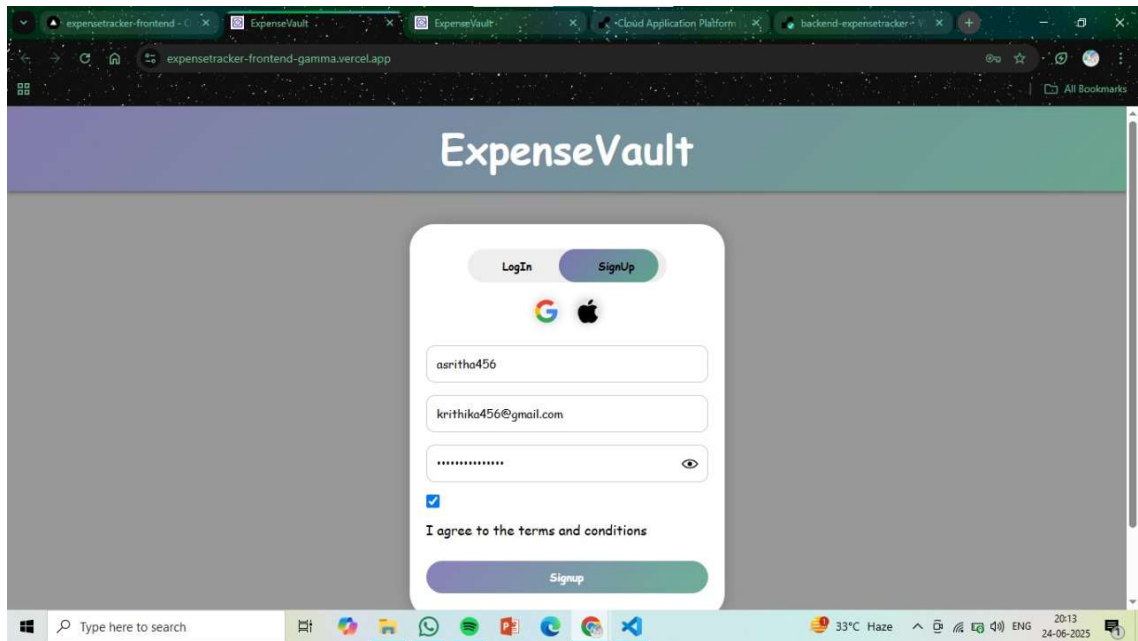 expensetracker-frontend - O
ExpenseVault
ExpenseVault
Cloud Application Platform
backend-expensetracker - V
expensetracker-frontend-gamma.vercel.app
All Bookmarks
ExpenseVault
LogIn SignUp
asritha456
krithika456@gmail.com
I agree to the terms and conditions
Signup
Type here to search
33°C Haze
ENG
20:13
24-06-2025